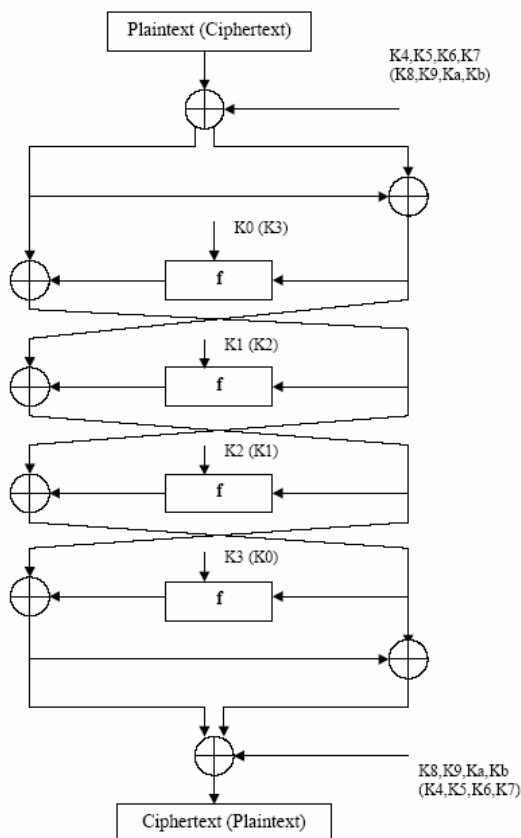 Plaintext (Ciphertext)
K4,K5,K6,K7
(K8,K9,Ka,Kb)
K0 (K3)
f
K1 (K2)
f
K2 (K1)
f
K3 (K0)
f
K8,K9,Ka,Kb
(K4,K5,K6,K7)
Ciphertext (Plaintext)